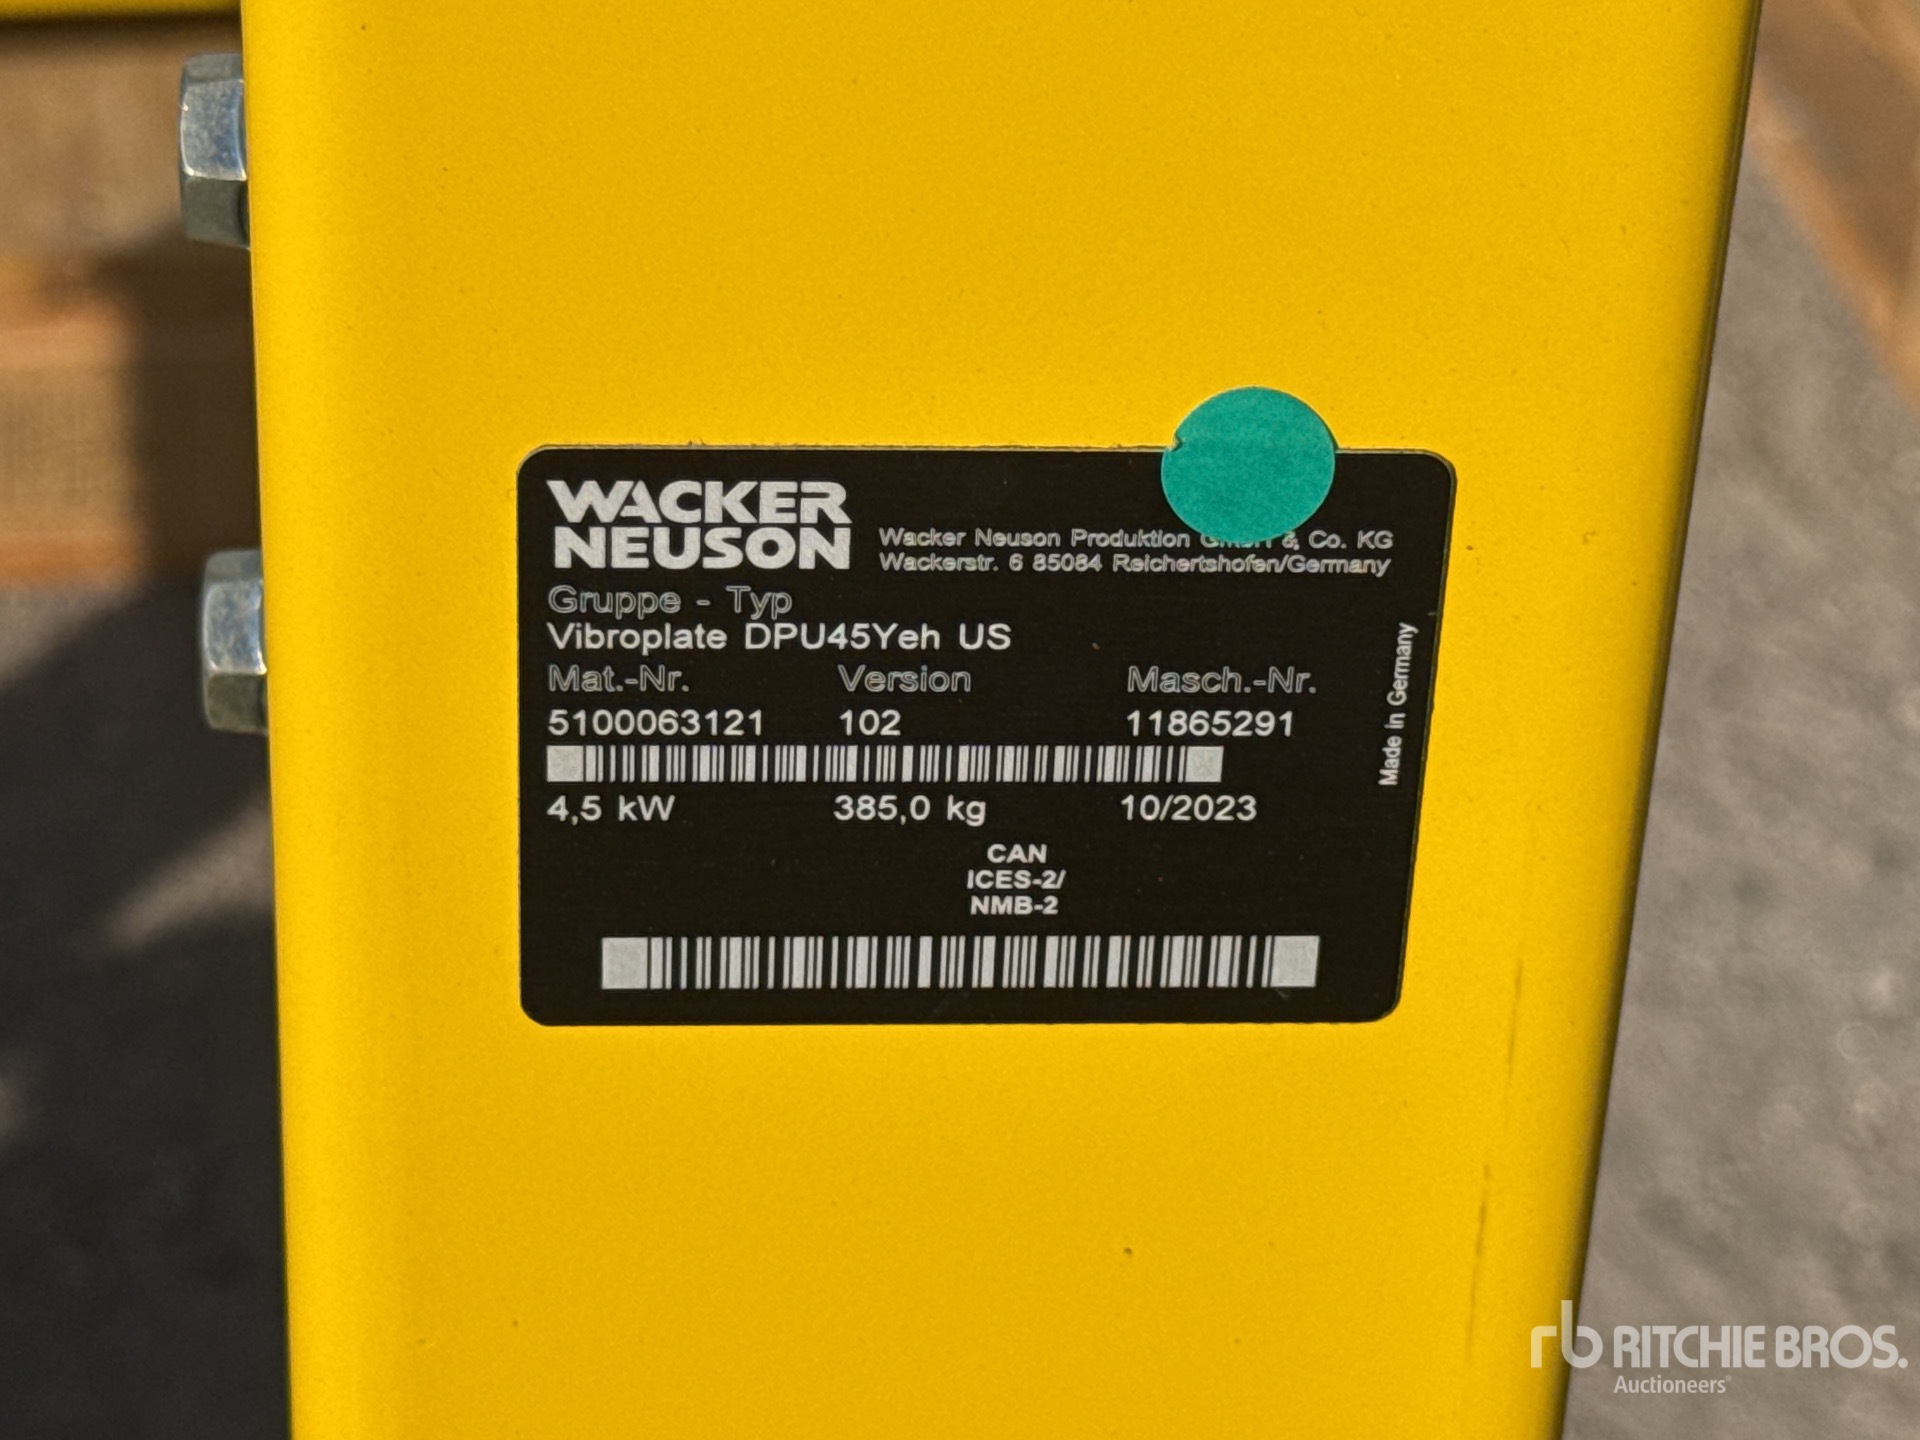 WACKER
NEUSON
Wacker Neuson Produktion & Co. KG
Wackerstr. 6 85084 Reichertshofen/Germany
Gruppe - Typ
Vibroplate DPU45Yeh US
Mat.-Nr. Version Masch.-Nr.
5100063121 102 11865291
4,5 kW 385,0 kg 10/2023
CAN
ICES-2/
NMB-2
Made in Germany
rb RITCHIE BROS.
Auctioneers